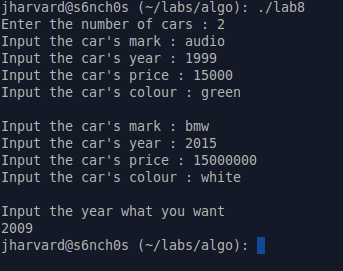 jharvard@s6nch0s (~/labs/algo): ./lab8
Enter the number of cars : 2
Input the car's mark : audio
Input the car's year : 1999
Input the car's price : 15000
Input the car's colour : green
Input the car's mark : bmw
Input the car's year : 2015
Input the car's price : 15000000
Input the car's colour : white
Input the year what you want
2009
jharvard@s6nch0s (~/labs/algo):